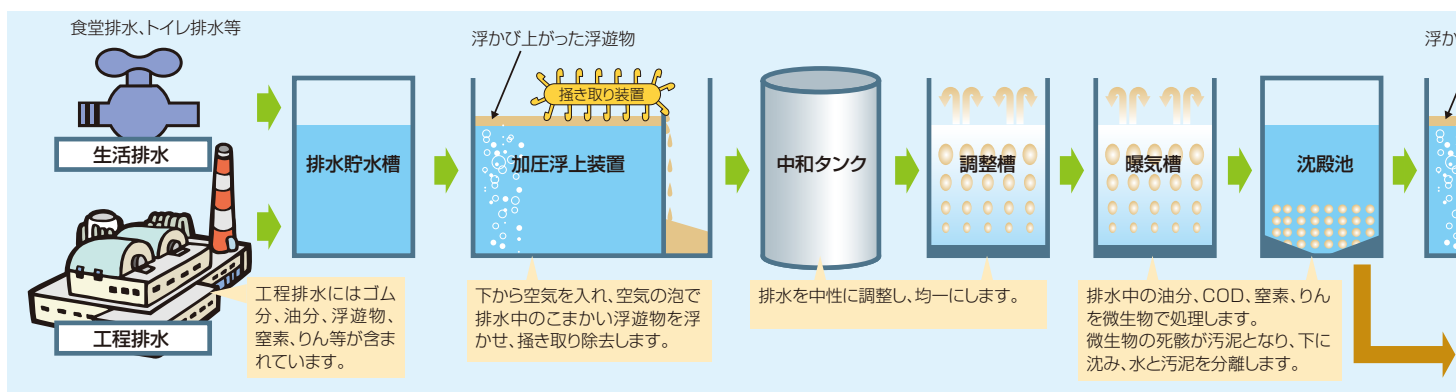 食堂排水、トイレ排水等
生活排水
工程排水
工程排水にはゴム
分、油分、浮遊物、
窒素、りん等が含ま
れています。
排水貯水槽
浮かび上がった浮遊物
掻き取り装置
加圧浮上装置
下から空気を入れ、空気の泡で
排水中のこまかい浮遊物を浮
かせ、掻き取り除去します。
中和タンク
調整槽
排水を中性に調整し、均一にします。
曝気槽
沈殿池
排水中の油分、COD、窒素、りん
を微生物で処理します。
微生物の死骸が汚泥となり、下に
沈み、水と汚泥を分離します。
浮か